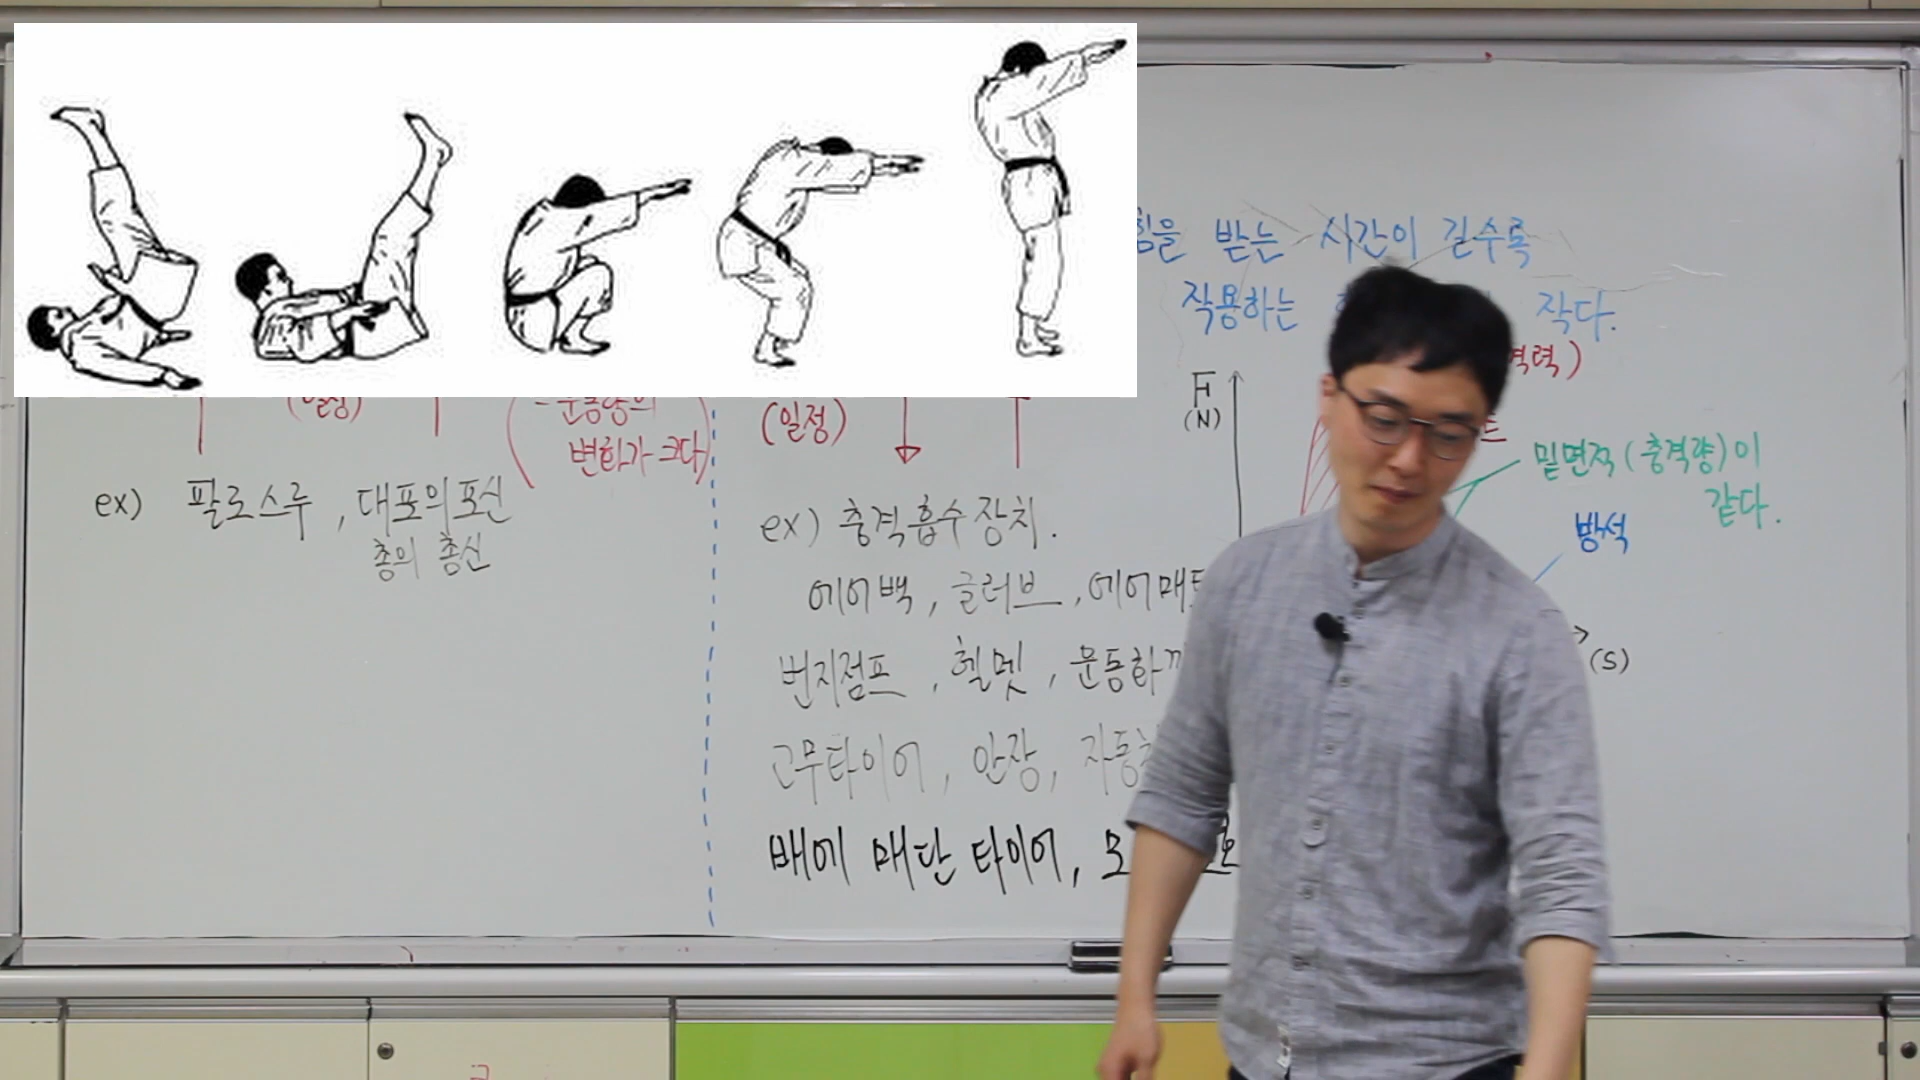 힘을 받는 시간이 길수록
작용하는 작다.
격력)
F
(N)
밑면적(충격량)이
같다.
방석
(S)
(일정)
- 운동량의
변화가 크다)
(일정)
ex) 팔로스루, 대포의 포신
총의 총신
ex) 충격흡수장치.
에어백, 글러브, 에어매트
번지점프, 헬멧, 운동화
고무타이어, 안장,
배에 매단 타이어,